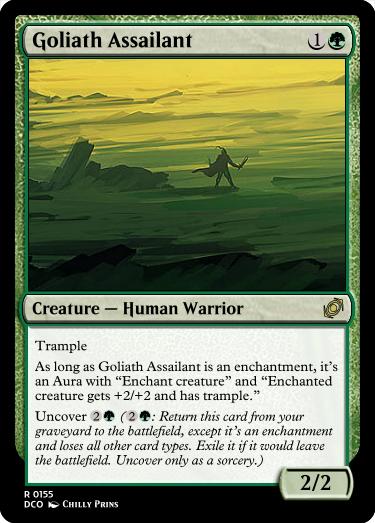 Goliath Assailant 1
Creature — Human Warrior
Trample
As long as Goliath Assailant is an enchantment, it's
an Aura with “Enchant creature” and “Enchanted
creature gets +2/+2 and has trample.”
Uncover 2 ( 2 : Return this card from your
graveyard to the battlefield, except it's an enchantment
and loses all other card types. Exile it if it would leave
the battlefield. Uncover only as a sorcery.)
2/2
R 0155
DCO Chilly Prins